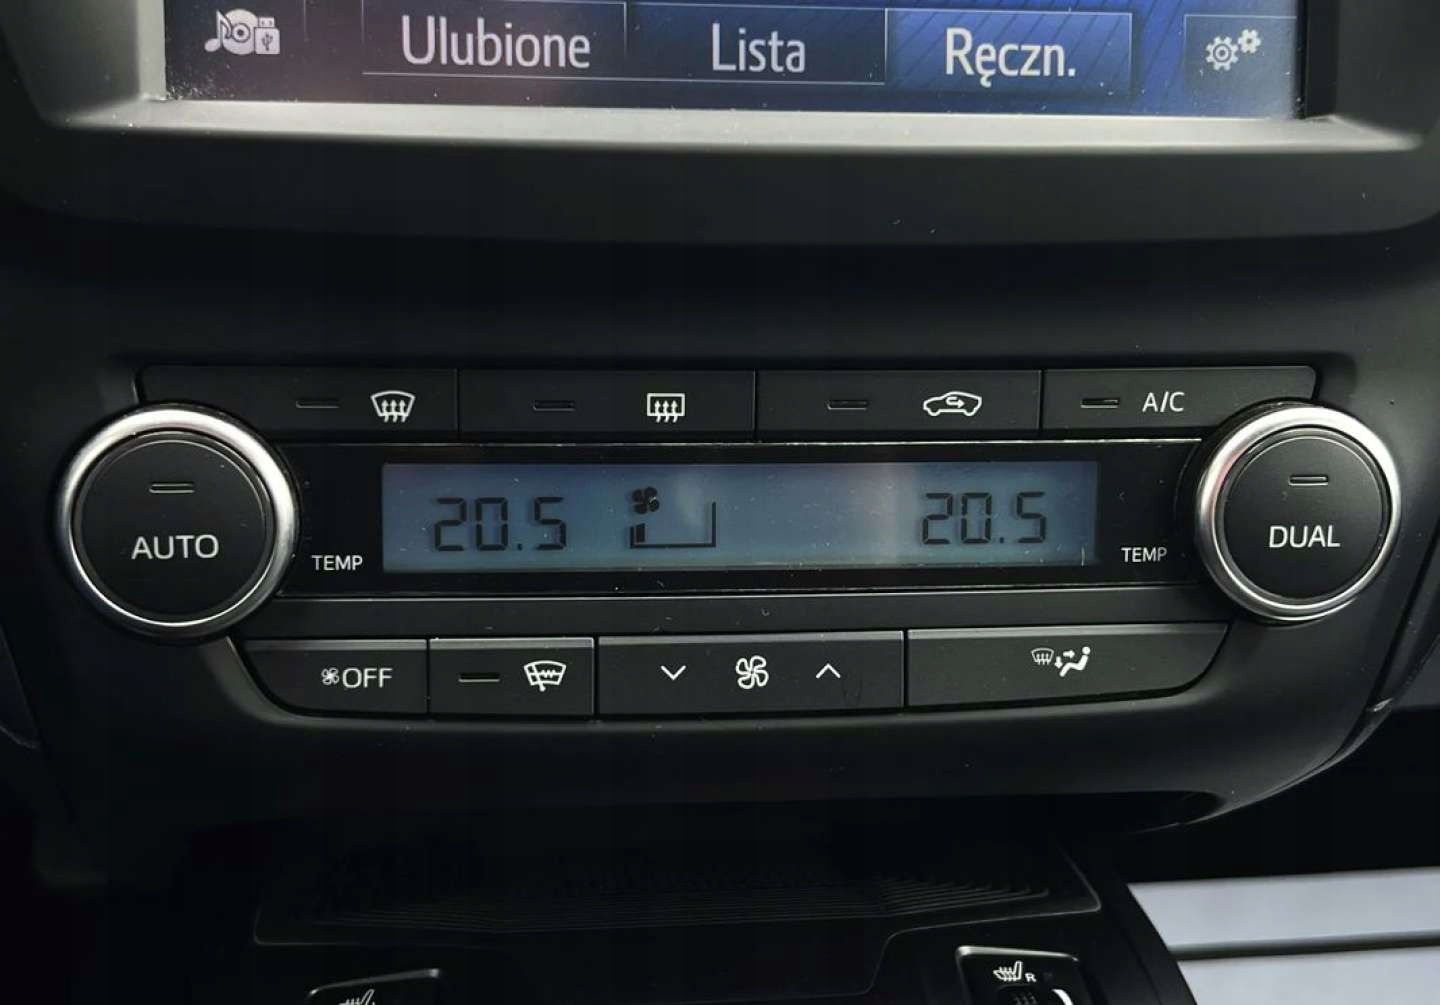 Ulubione Lista Ręczn.
A/C
AUTO TEMP 20.5 20.5 TEMP DUAL
OFF
R